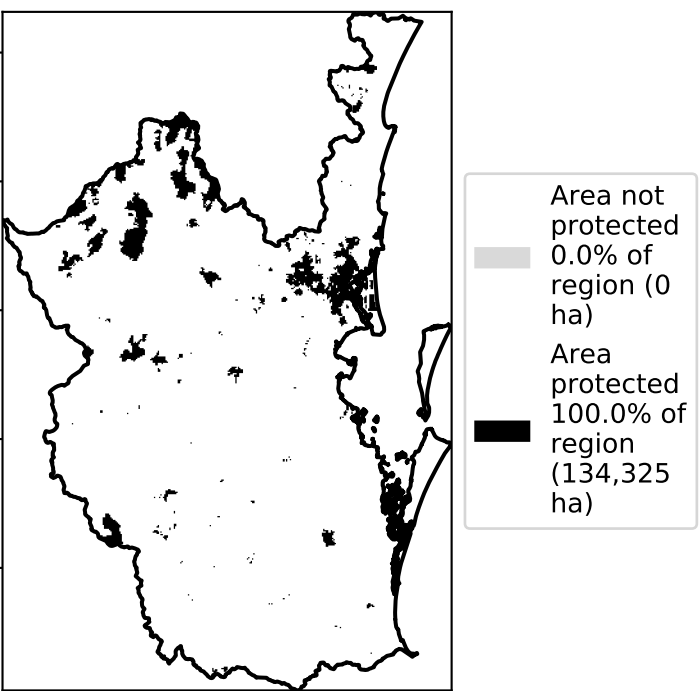 Area not
protected
0.0% of
region (0
ha)
Area
protected
100.0% of
region
(134,325
ha)